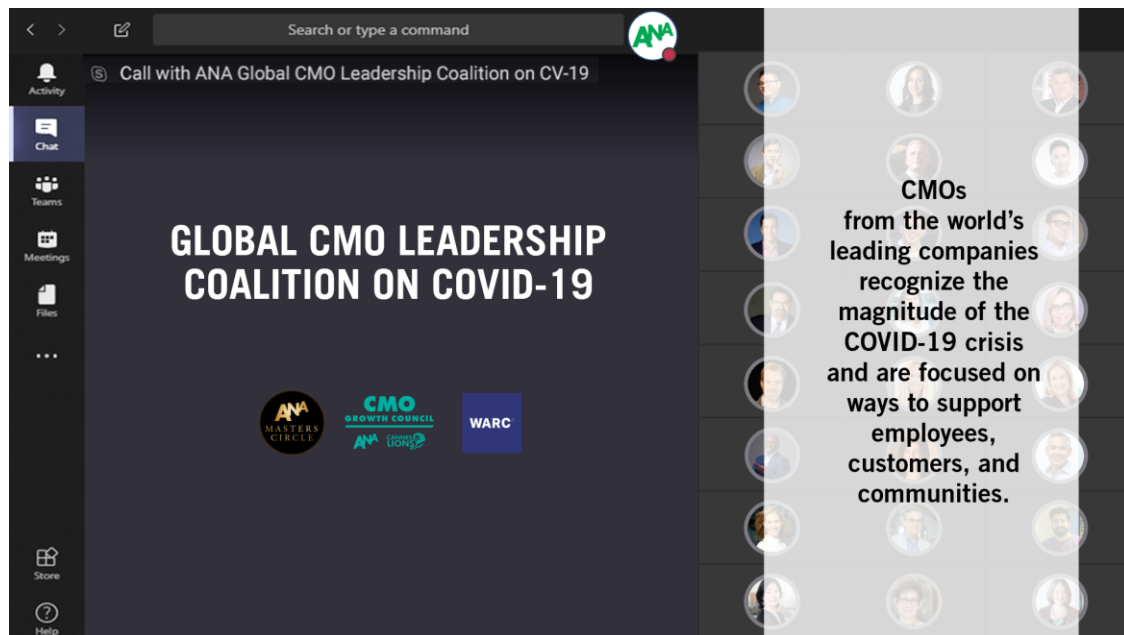 Search or type a command
ANA
Activity
Call with ANA Global CMO Leadership Coalition on CV-19
Chat
Teams
Meetings
Files
Store
Help
GLOBAL CMO LEADERSHIP
COALITION ON COVID-19
ANA
MASTERS
CIRCLE
CMO
GROWTH COUNCIL
ANA
CANNES
LIONS
WARC
CMOs
from the world's
leading companies
recognize the
magnitude of the
COVID-19 crisis
and are focused on
ways to support
employees,
customers, and
communities.